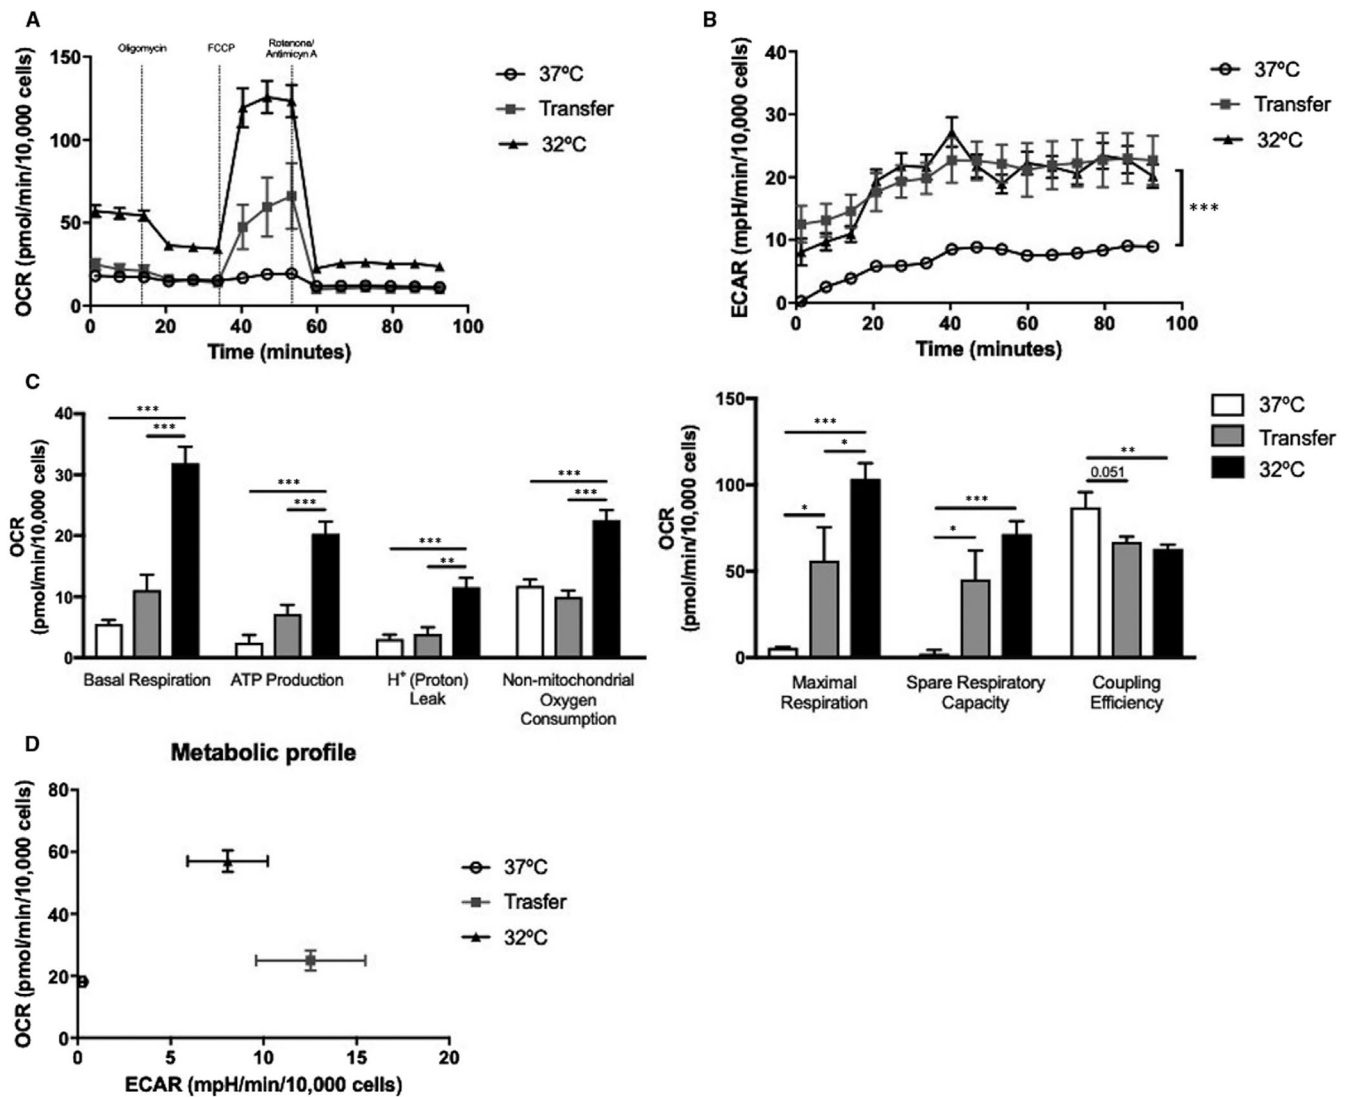 A
Oligomycin
FCCP
Rotenone/
Antimicyn A
OCR (pmol/min/10,000 cells)
150
100
50
0
0 20 40 60 80 100
Time (minutes)
37ºC
Transfer
32ºC
B
ECAR (mpH/min/10,000 cells)
40
30
20
10
0
0 20 40 60 80 100
Time (minutes)
37ºC
Transfer
32ºC
***
C
OCR
(pmol/min/10,000 cells)
40
30
20
10
0
***
***
***
***
***
**
***
***
Basal Respiration
ATP Production
H+ (Proton)
Leak
Non-mitochondrial
Oxygen
Consumption
OCR
(pmol/min/10,000 cells)
150
100
50
0
***
*
*
***
*
**
0.051
Maximal
Respiration
Spare Respiratory
Capacity
Coupling
Efficiency
37ºC
Transfer
32ºC
D
Metabolic profile
OCR (pmol/min/10,000 cells)
80
60
40
20
0
0 5 10 15 20
ECAR (mpH/min/10,000 cells)
37ºC
Trasfer
32ºC